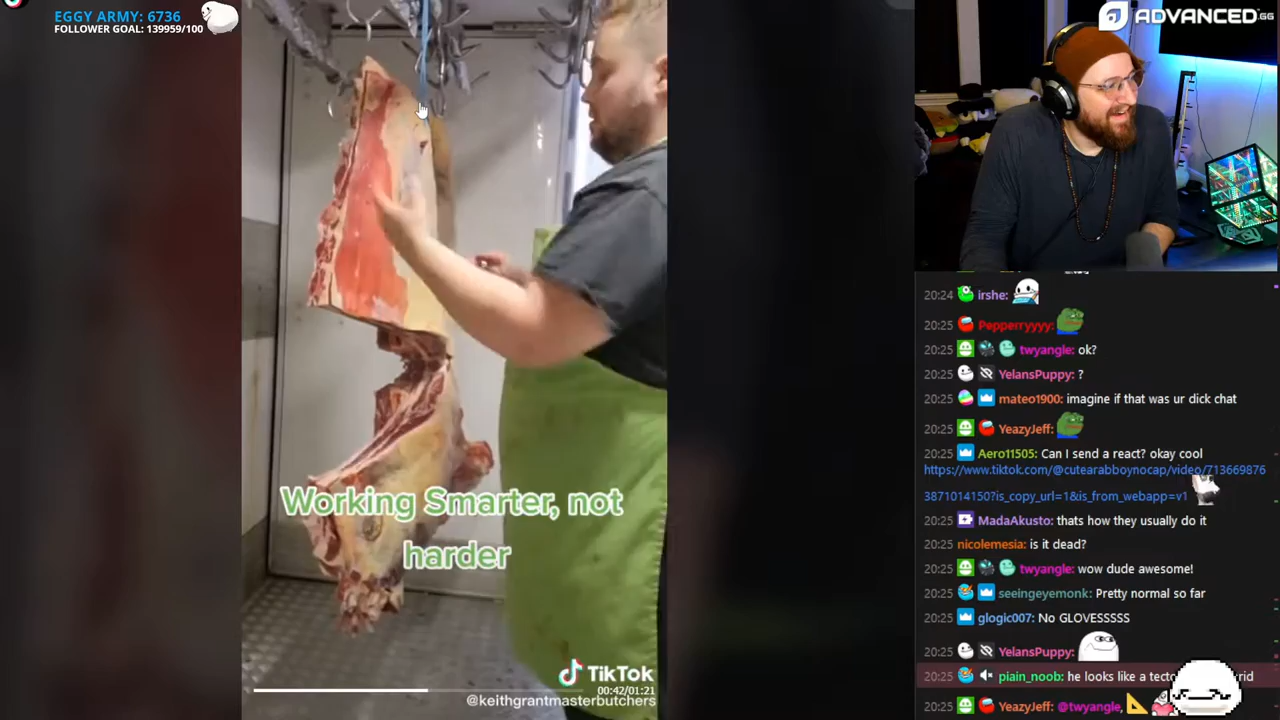 EGGY ARMY: 6736
FOLLOWER GOAL: 139959/100
ADVANCED.GG
Working Smarter, not
harder
TikTok
00:42/01:21
@keithgrantmasterbutchers
20:24 irshe:
20:25 Pepperryyyy:
20:25 twyangle: ok?
20:25 YelansPuppy: ?
20:25 mateo1900: imagine if that was ur dick chat
20:25 YeazyJeff:
20:25 Aero11505: Can I send a react? okay cool
https://www.tiktok.com/@cutearabboynocap/video/713669876
3871014150?is_copy_url=1&is_from_webapp=v1
20:25 MadaAkusto: thats how they usually do it
nicolemesia: is it dead?
20:25 twyangle: wow dude awesome!
20:25 seeingeyemonk: Pretty normal so far
20:25 glogic007: No GLOVESSSSS
20:25 YelansPuppy:
20:25 piain_noob: he looks like a
20:25 YeazyJeff: @twyangle,